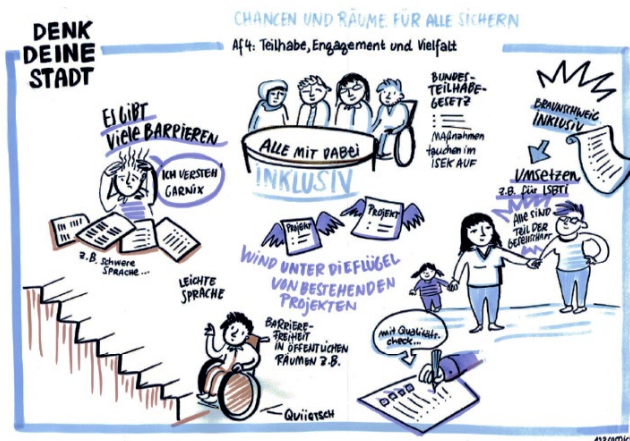 DENK
DEINE
STADT
CHANCEN UND RÄUME FÜR ALLE SICHERN
Af4: Teilhabe, Engagement und Vielfalt
ES GIBT
VIELE BARRIEREN
ICH VERSTEH
GARNIX
z.B. Schwere
SPRACHE...
ALLE MIT DABEI
INKLUSIV
BUNDES-
TEILHABE-
GESETZ
MAßNAHMEN
tauchen im
ISEK AUF
BRAUNSCHWEIG
INKLUSIV
UMSETZEN
z.B. für LSBTI
ALLE SIND
TEIL DER
GESELLSCHAFT
PROJEKT
PROJEKT
WIND UNTER DIE FLÜGEL
VON BESTEHENDEN
PROJEKTEN
LEICHTE
SPRACHE
BARRIERE-
FREIHEIT
IN ÖFFENTLICHEN
RÄUMEN z.B.
QUIIETSCH
mit Qualitäts-
check...